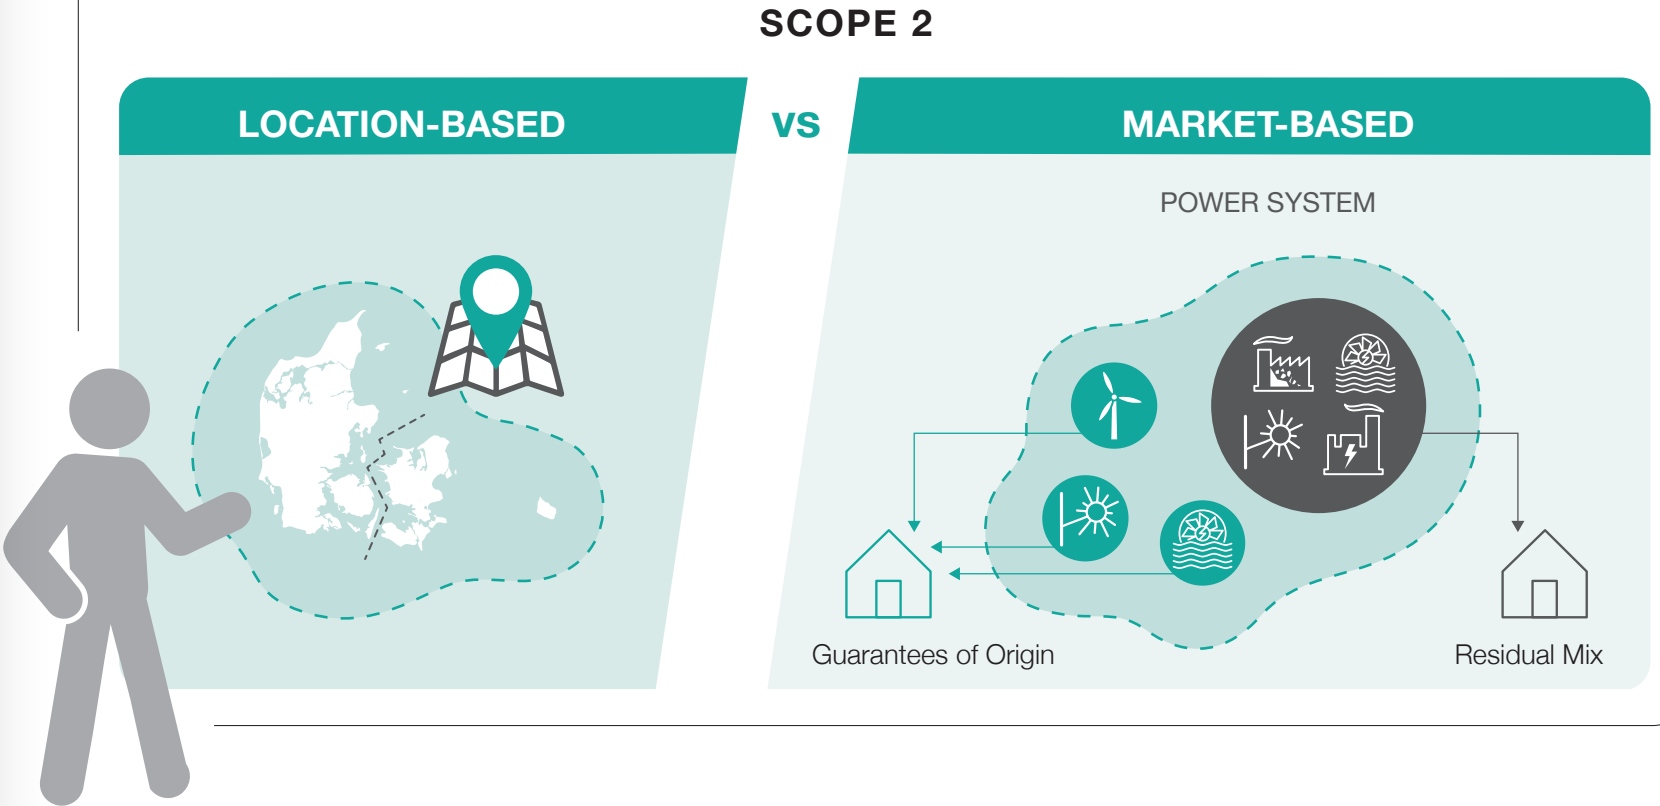 SCOPE 2
LOCATION-BASED
vs
MARKET-BASED
POWER SYSTEM
Guarantees of Origin
Residual Mix